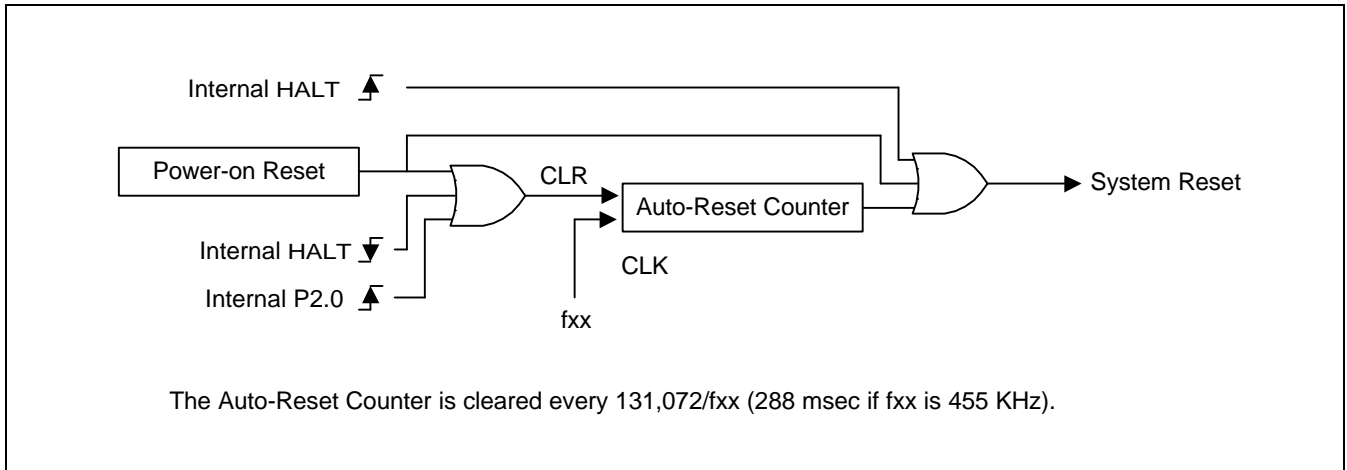 Internal HALT
Power-on Reset
CLR
Auto-Reset Counter
System Reset
Internal HALT
CLK
Internal P2.0
fxx
The Auto-Reset Counter is cleared every 131,072/fxx (288 msec if fxx is 455 KHz).